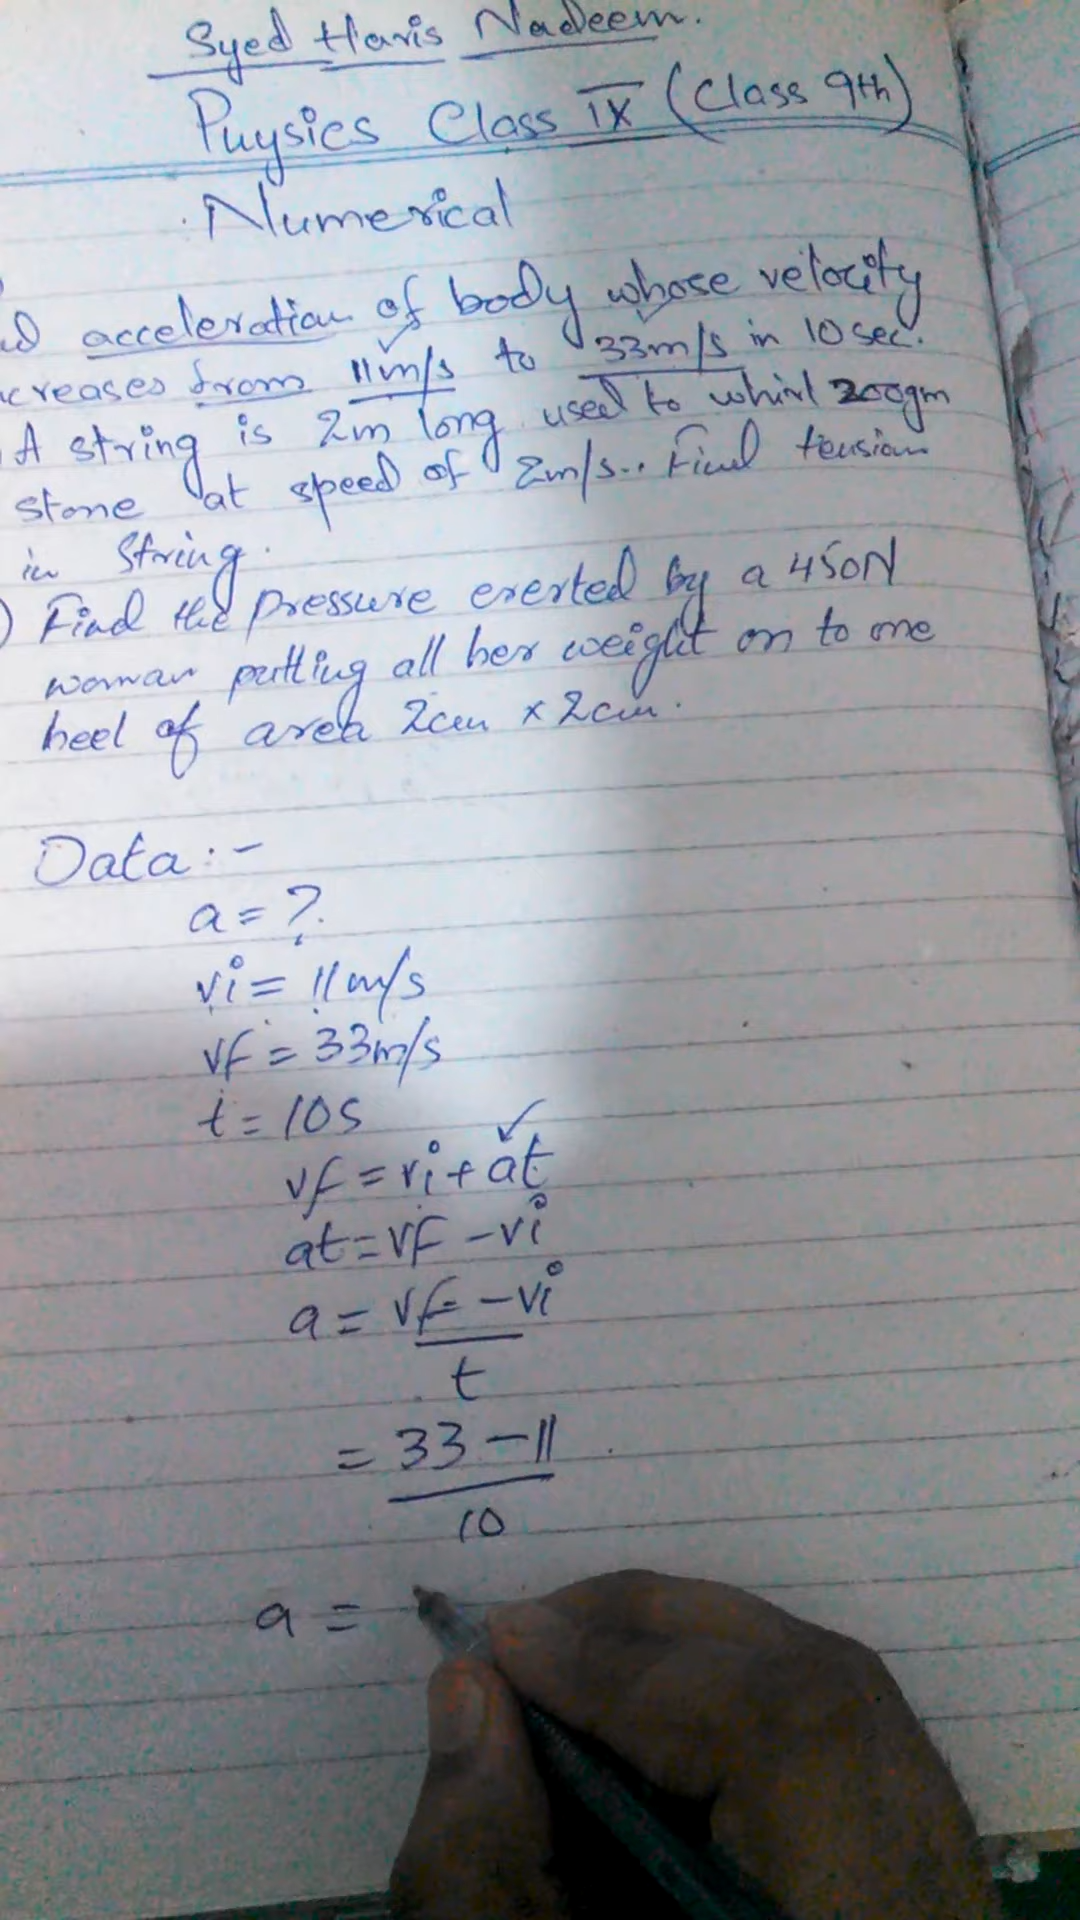 Syed Haris Nadeem.
Physics Class IX (Class 9th)
Numerical
acceleration of body whose velocity
creases from 11m/s to 33m/s in 10 sec.
A string is 2m long used to whirl 200gm
stone at speed of 2m/s.. Find tension
in string.
) Find the pressure exerted by a 450N
woman putting all her weight on to one
heel of area 2cm x 2cm.
Data :-
a = ?
vi = 11m/s
vf = 33m/s
t = 10s
vf = vi + at
at = vf - vi
a = vf - vi
t
= 33 - 11
10
a =